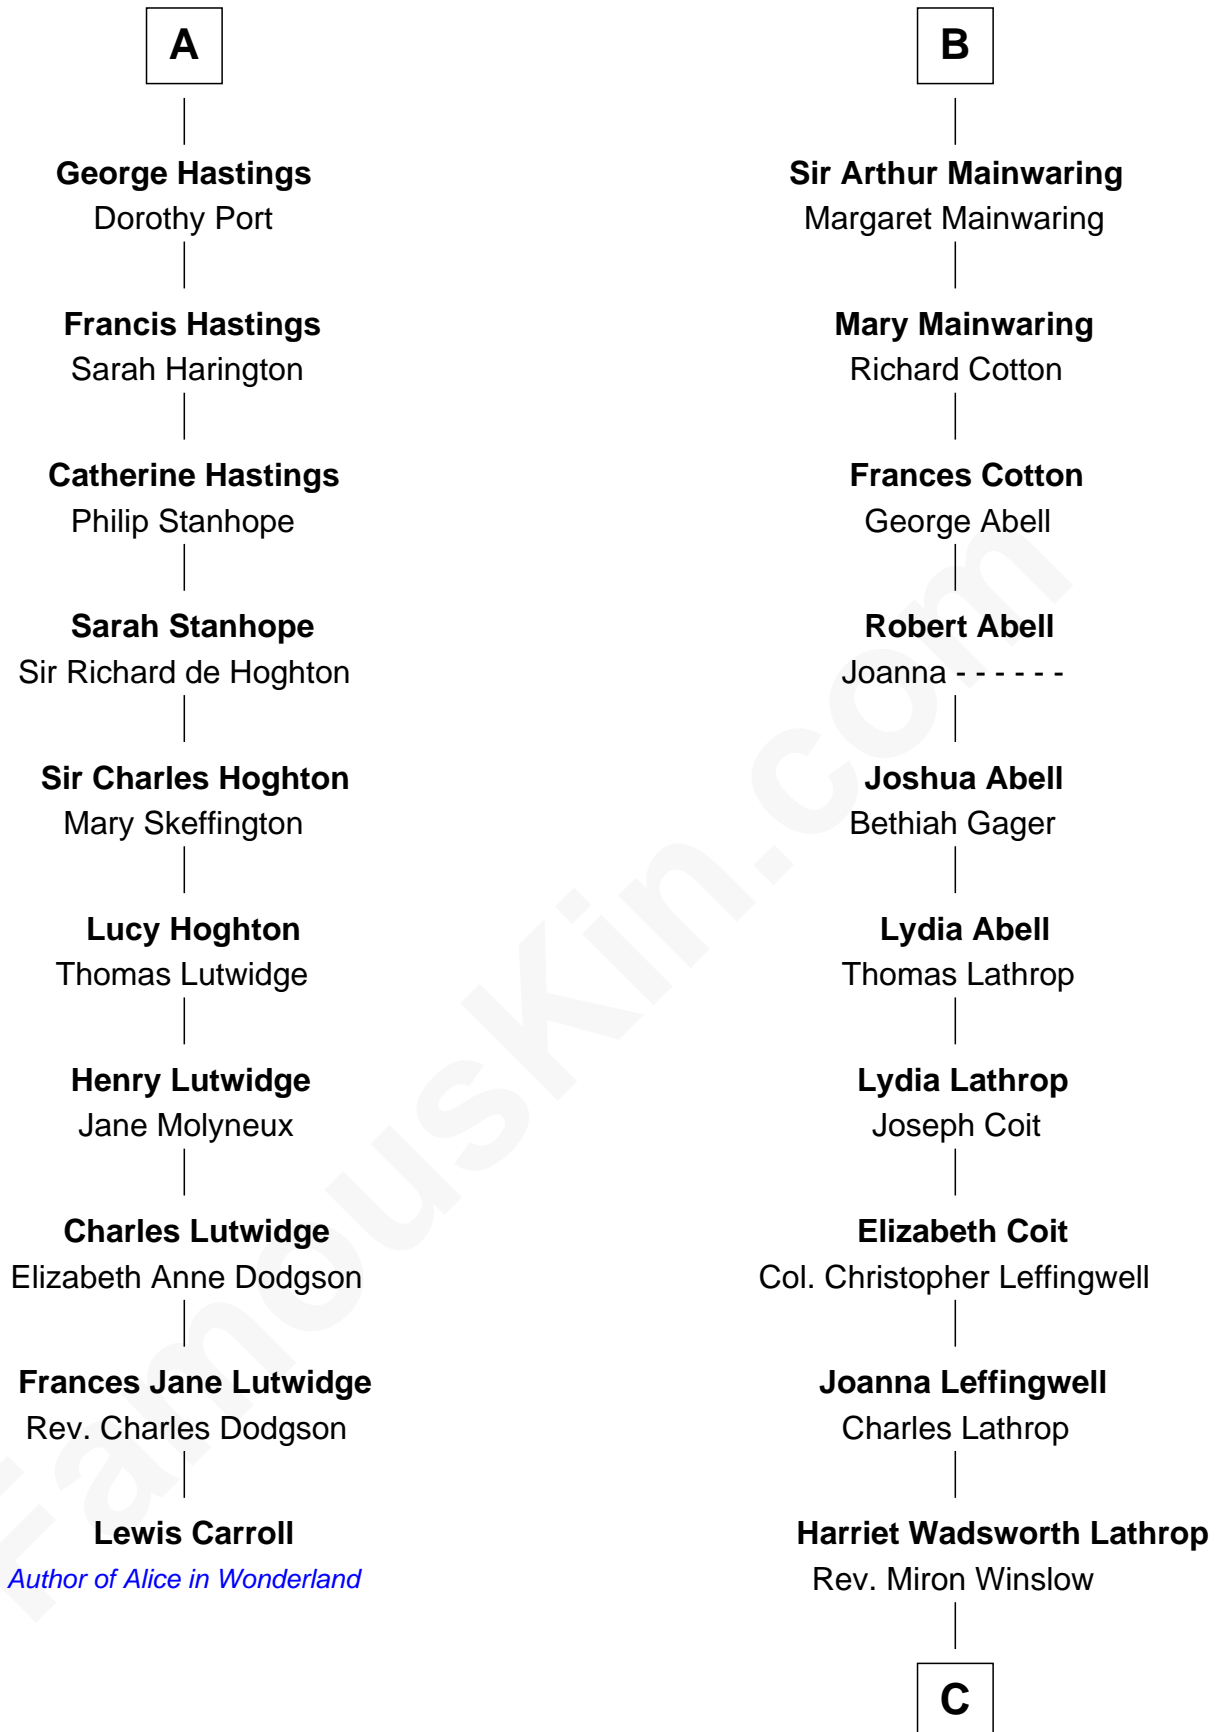 A
George Hastings
Dorothy Port
Francis Hastings
Sarah Harington
Catherine Hastings
Philip Stanhope
Sarah Stanhope
Sir Richard de Hoghton
Sir Charles Hoghton
Mary Skeffington
Lucy Hoghton
Thomas Lutwidge
Henry Lutwidge
Jane Molyneux
Charles Lutwidge
Elizabeth Anne Dodgson
Frances Jane Lutwidge
Rev. Charles Dodgson
Lewis Carroll
Author of Alice in Wonderland
B
Sir Arthur Mainwaring
Margaret Mainwaring
Mary Mainwaring
Richard Cotton
Frances Cotton
George Abell
Robert Abell
Joanna - - - - - -
Joshua Abell
Bethiah Gager
Lydia Abell
Thomas Lathrop
Lydia Lathrop
Joseph Coit
Elizabeth Coit
Col. Christopher Leffingwell
Joanna Leffingwell
Charles Lathrop
Harriet Wadsworth Lathrop
Rev. Miron Winslow
C
FamousKin.com